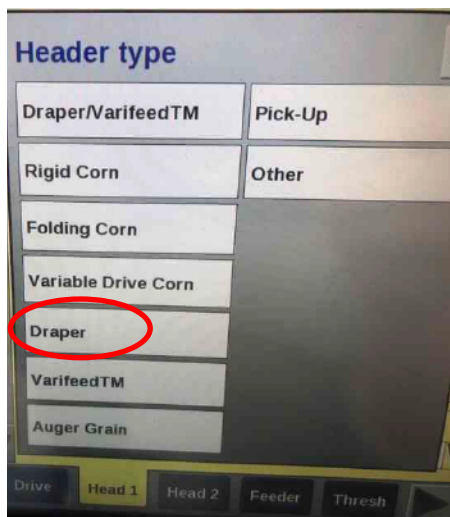 Header type
Draper/VarifeedTM
Pick-Up
Rigid Corn
Other
Folding Corn
Variable Drive Corn
Draper
VarifeedTM
Auger Grain
Drive
Head 1
Head 2
Feeder
Thresh